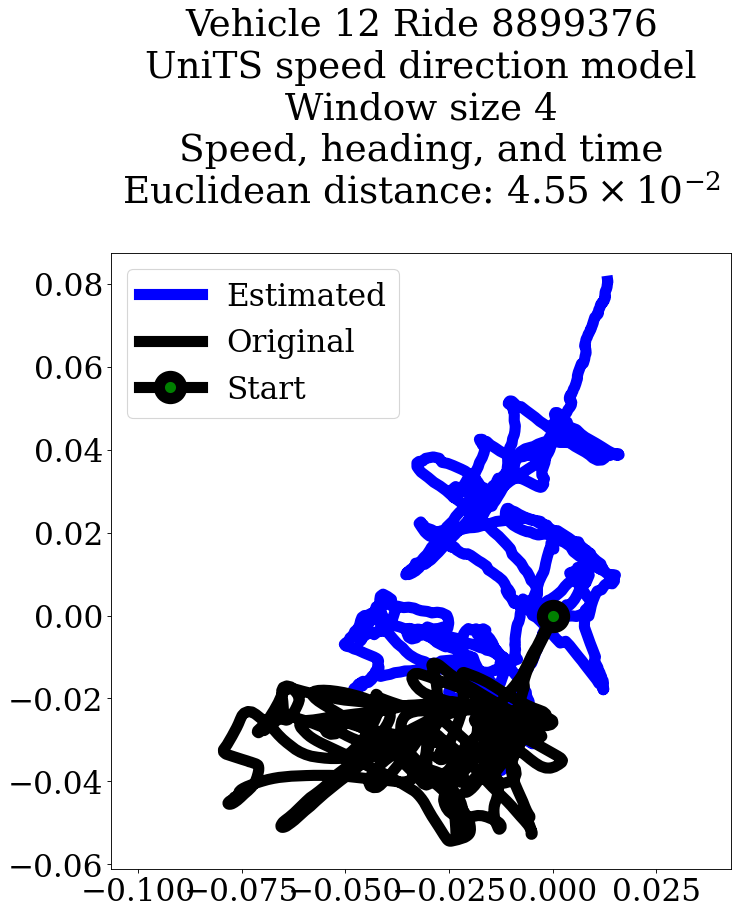 Vehicle 12 Ride 8899376
UniTS speed direction model
Window size 4
Speed, heading, and time
Euclidean distance: 4.55 × 10⁻²
Estimated
Original
Start
0.08
0.06
0.04
0.02
0.00
−0.02
−0.04
−0.06
−0.100 −0.075 −0.050 −0.025 0.000 0.025